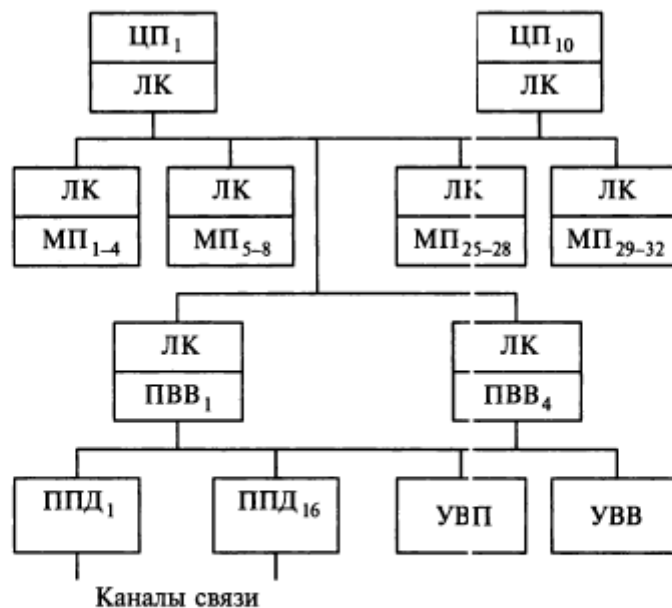 ЦП1 ЦП10
ЛК ЛК
ЛК ЛК ЛК ЛК
МП1–4 МП5–8 МП25–28 МП29–32
ЛК ЛК
ПВВ1 ПВВ4
ППД1 ППД16 УВП УВВ
Каналы связи